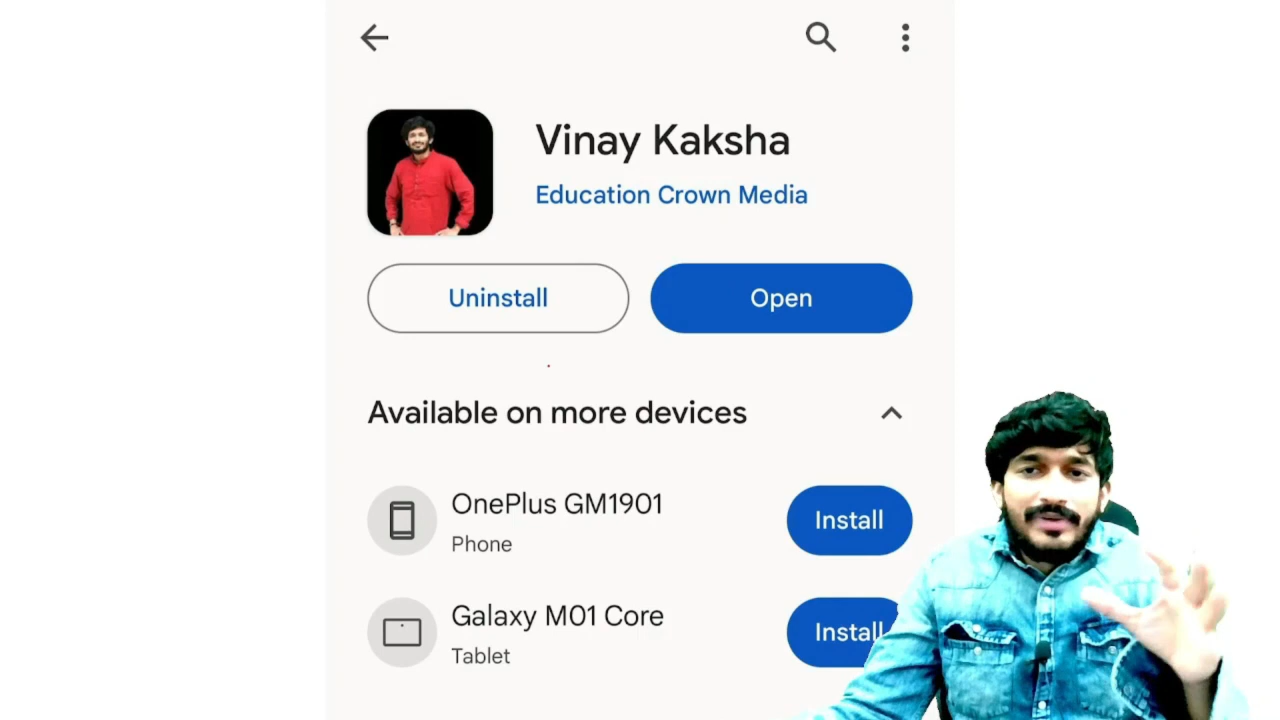 Vinay Kaksha
Education Crown Media
Uninstall
Open
Available on more devices
OnePlus GM1901
Phone
Install
Galaxy M01 Core
Tablet
Install